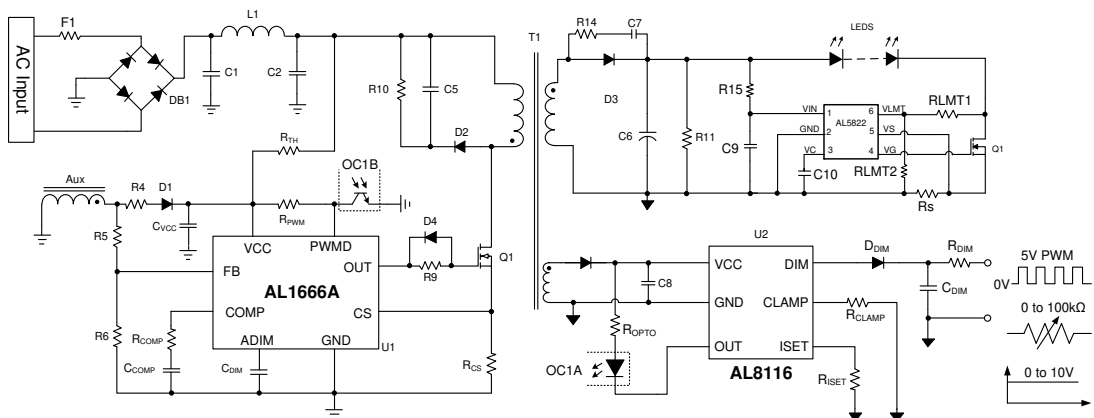 AC Input
F1
DB1
C1
L1
C2
R10
C5
D2
T1
R14
C7
D3
C6
R11
R15
C9
VIN
GND
VC
1
2
3
AL5822
6
5
4
VLMT
VS
VG
C10
LEDS
RLMT1
RLMT2
Q1
Rs
RTH
OC1B
Aux
R4
D1
RPWM
CVCC
R5
R6
VCC
PWMD
FB
OUT
AL1666A
COMP
CS
ADIM
GND
U1
D4
R9
Q1
RCOMP
CCOMP
CDIM
RCS
C8
ROPTO
OC1A
U2
VCC
DIM
GND
CLAMP
OUT
ISET
AL8116
DDIM
RDIM
CDIM
RCLAMP
RISET
5V PWM
0V
0 to 100kΩ
0 to 10V